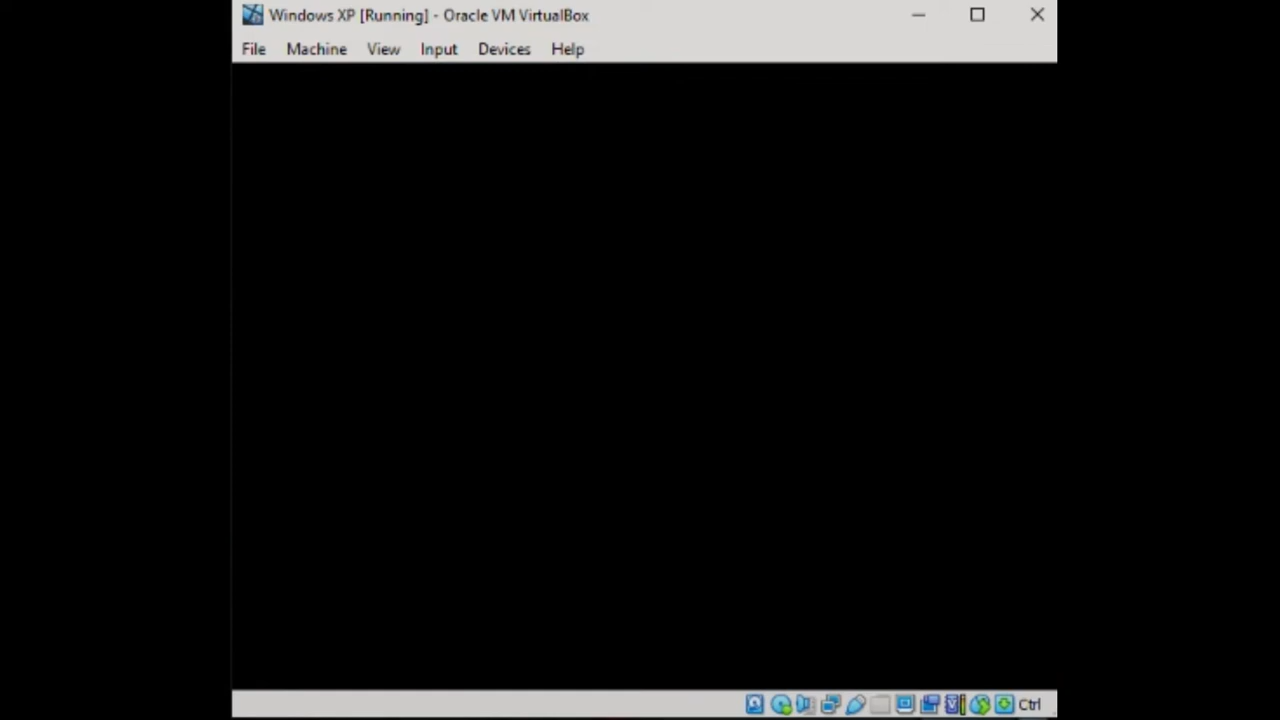 Windows XP [Running] - Oracle VM VirtualBox
File Machine View Input Devices Help
Ctrl